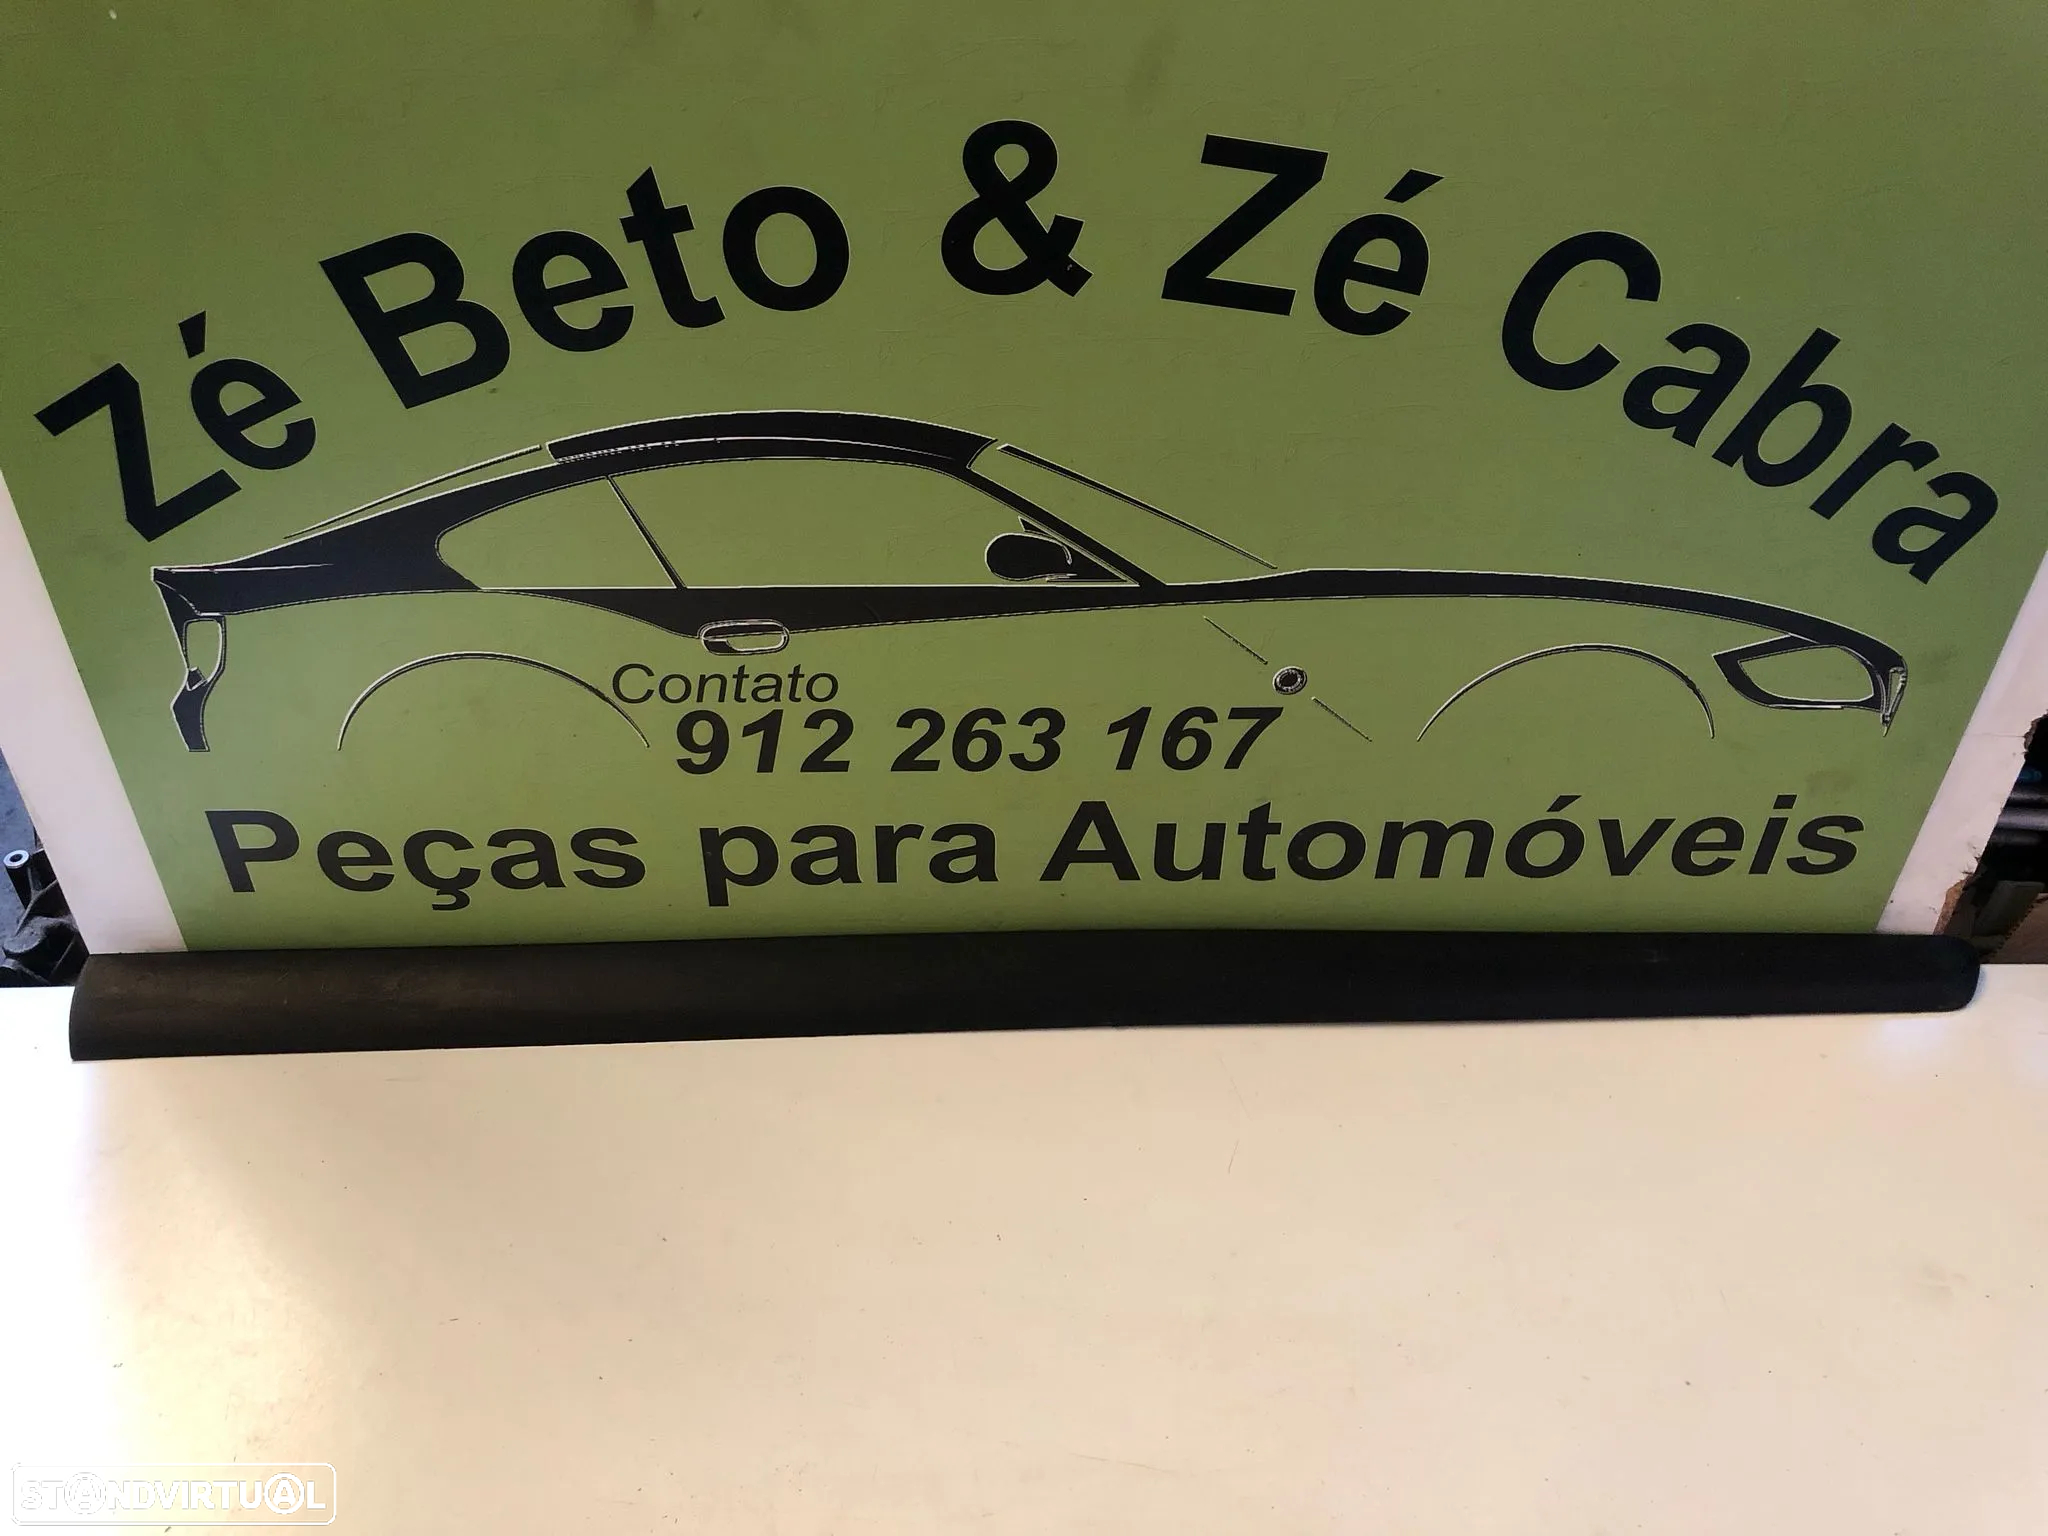 Zé Beto & Zé Cabra
Contato
912 263 167
Peças para Automóveis
STANDVIRTUAL